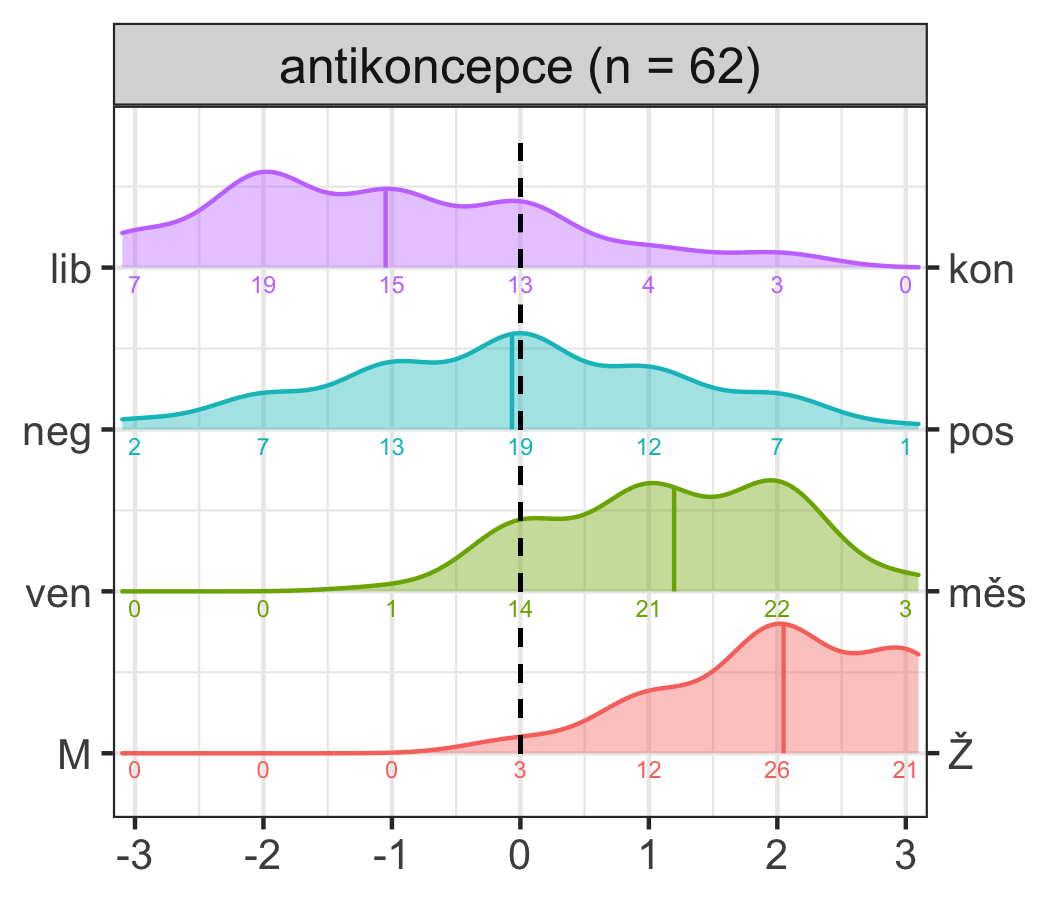 antikoncepce (n = 62)
lib kon
7 19 15 13 4 3 0
neg pos
2 7 13 19 12 7 1
ven měs
0 0 1 14 21 22 3
M Ž
0 0 0 3 12 26 21
-3 -2 -1 0 1 2 3